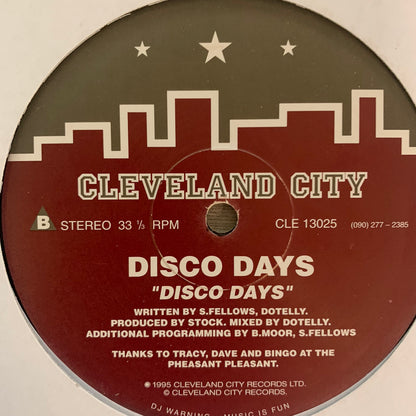 CLEVELAND CITY
B STEREO 33 ⅓ RPM CLE 13025 (090) 277 – 2385
DISCO DAYS
"DISCO DAYS"
WRITTEN BY S.FELLOWS, DOTELLY.
PRODUCED BY STOCK. MIXED BY DOTELLY.
ADDITIONAL PROGRAMMING BY B.MOOR, S.FELLOWS
THANKS TO TRACY, DAVE AND BINGO AT THE
PHEASANT PLEASANT.
℗ 1995 CLEVELAND CITY RECORDS LTD.
© CLEVELAND CITY RECORDS.
DJ WARNING - MUSIC IS FUN